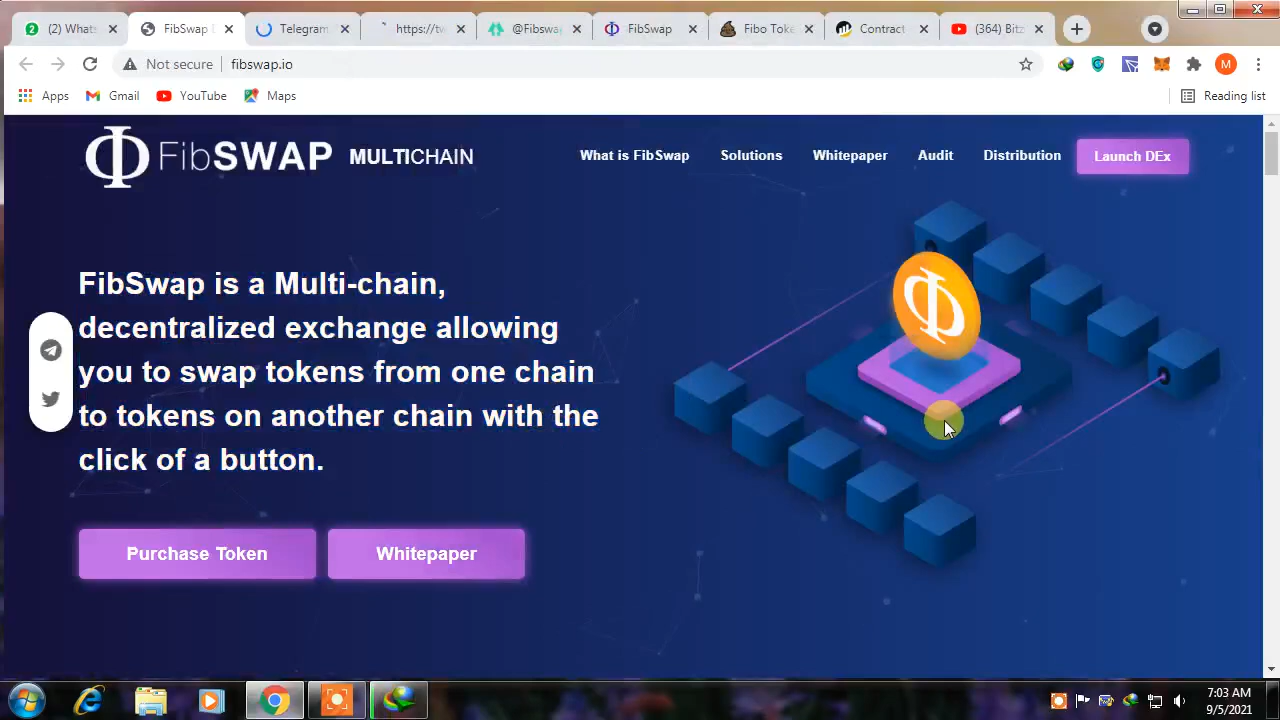 (2) Whats
FibSwap D
Telegram
https://tw
@Fibswap
FibSwap
Fibo Toke
Contract
(364) Bitz
Not secure
fibswap.io
M
Apps
Gmail
YouTube
Maps
Reading list
FibSWAP MULTICHAIN
What is FibSwap
Solutions
Whitepaper
Audit
Distribution
Launch DEx
FibSwap is a Multi-chain,
decentralized exchange allowing
you to swap tokens from one chain
to tokens on another chain with the
click of a button.
Purchase Token
Whitepaper
7:03 AM
9/5/2021